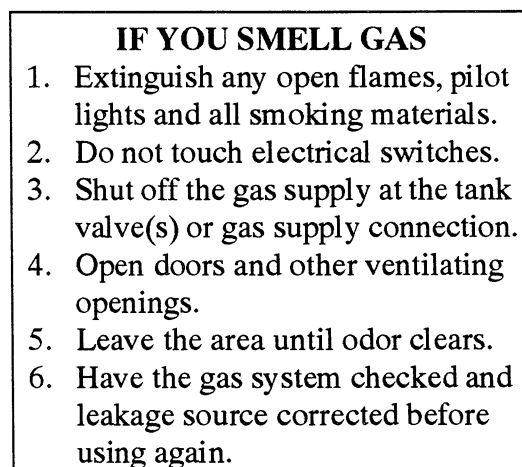 IF YOU SMELL GAS
1. Extinguish any open flames, pilot
lights and all smoking materials.
2. Do not touch electrical switches.
3. Shut off the gas supply at the tank
valve(s) or gas supply connection.
4. Open doors and other ventilating
openings.
5. Leave the area until odor clears.
6. Have the gas system checked and
leakage source corrected before
using again.